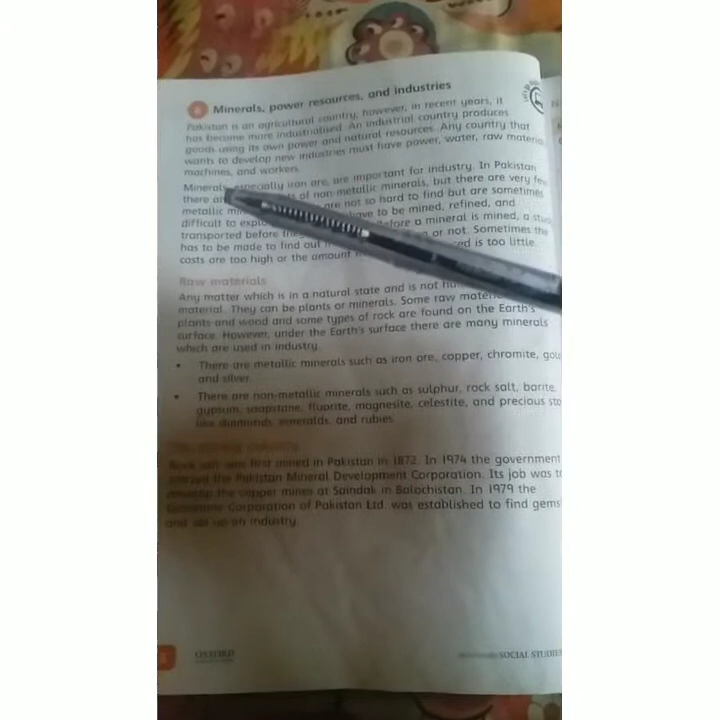 Minerals, power resources, and industries
Pakistan is an agricultural country, however, in recent years, it
has become more industrialised. An industrial country produces
goods using its own power and natural resources. Any country that
wants to develop new industries must have power, water, raw
machines, and workers.
Minerals, especially iron ore, are important for industry. In Pakistan
there of non-metallic minerals, but there are very
metallic are not so hard to find but are sometimes
difficult to have to be mined, refined, and
transported before a mineral is mined, a
has to be made to find out or not. Sometimes the
costs are too high or the amount is too little.
Raw materials
Any matter which is in a natural state and is not
material. They can be plants or minerals. Some raw
plants and wood and some types of rock are found on the Earth's
surface. However, under the Earth's surface there are many minerals
which are used in industry.
• There are metallic minerals such as iron ore, copper, chromite,
and silver.
• There are non-metallic minerals such as sulphur, rock salt, barite,
gypsum, soapstone, fluorite, magnesite, celestite, and precious
like diamonds, emeralds, and rubies.
Rock salt was first mined in Pakistan in 1872. In 1974 the government
started the Pakistan Mineral Development Corporation. Its job was
develop the copper mines at Saindak in Balochistan. In 1979 the
Gemstone Corporation of Pakistan Ltd. was established to find
and set up an industry.
OXFORD
SOCIAL